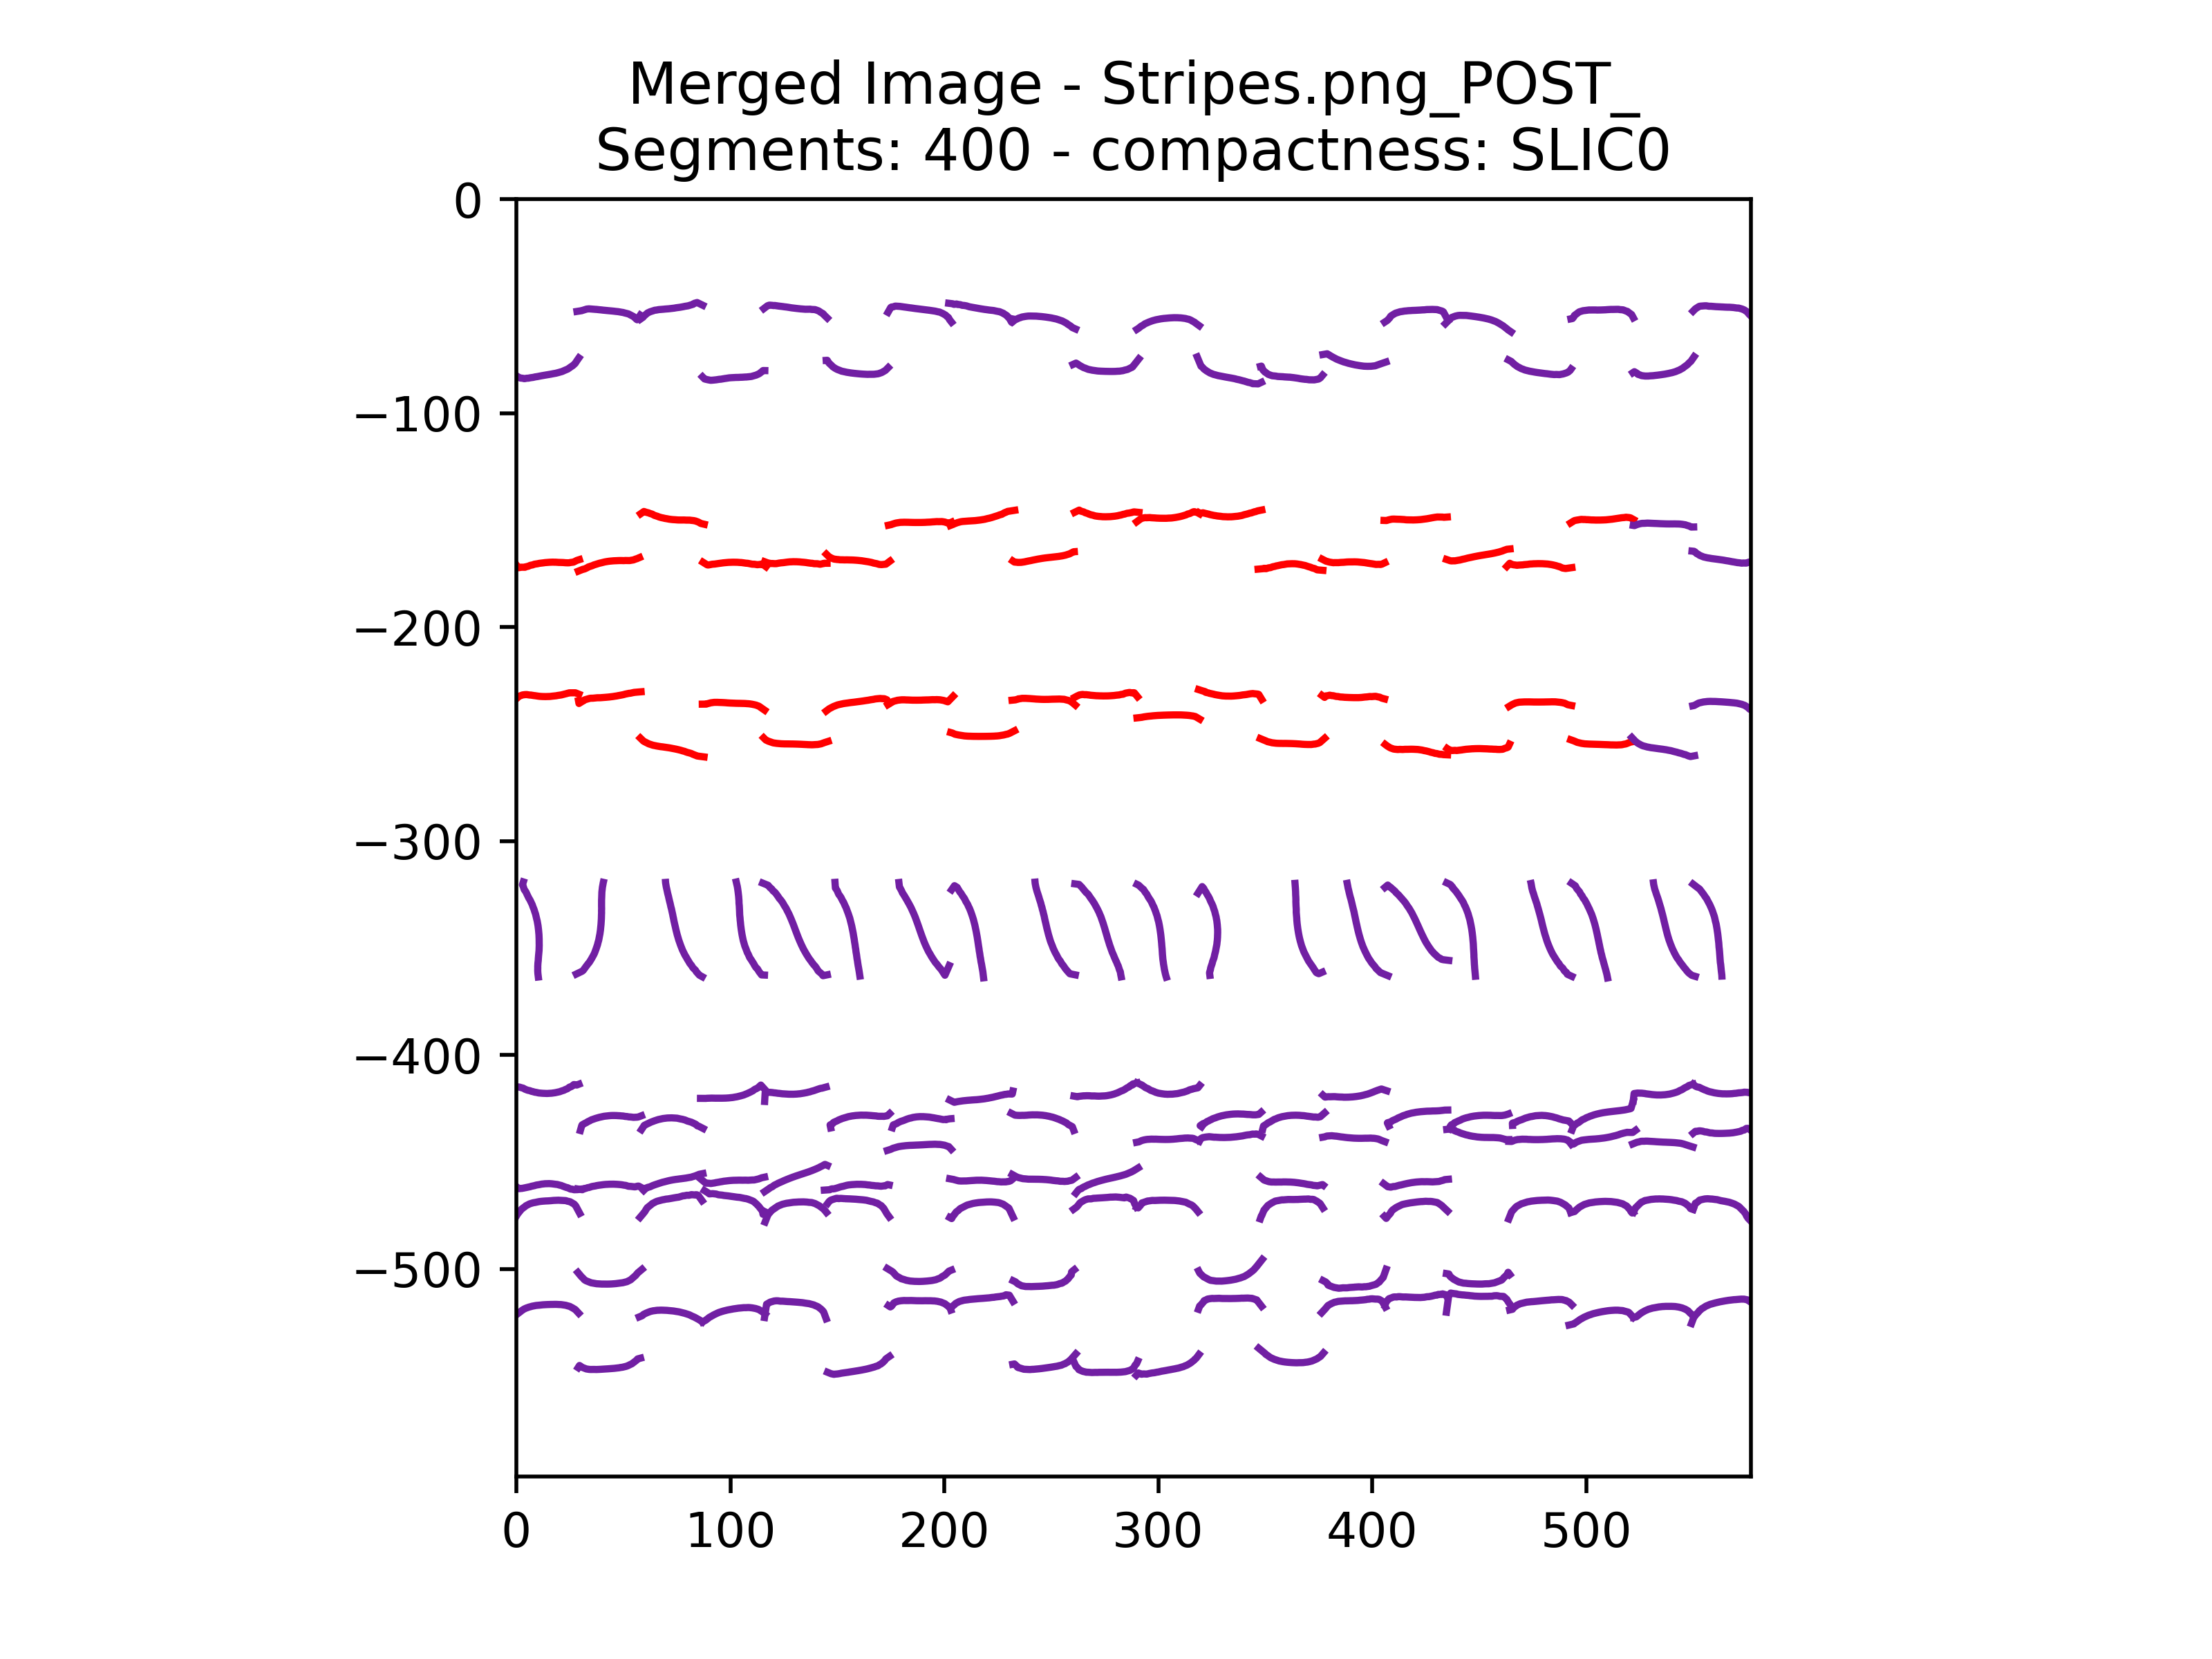 Merged Image - Stripes.png_POST_
Segments: 400 - compactness: SLIC0
0
−100
−200
−300
−400
−500
0 100 200 300 400 500